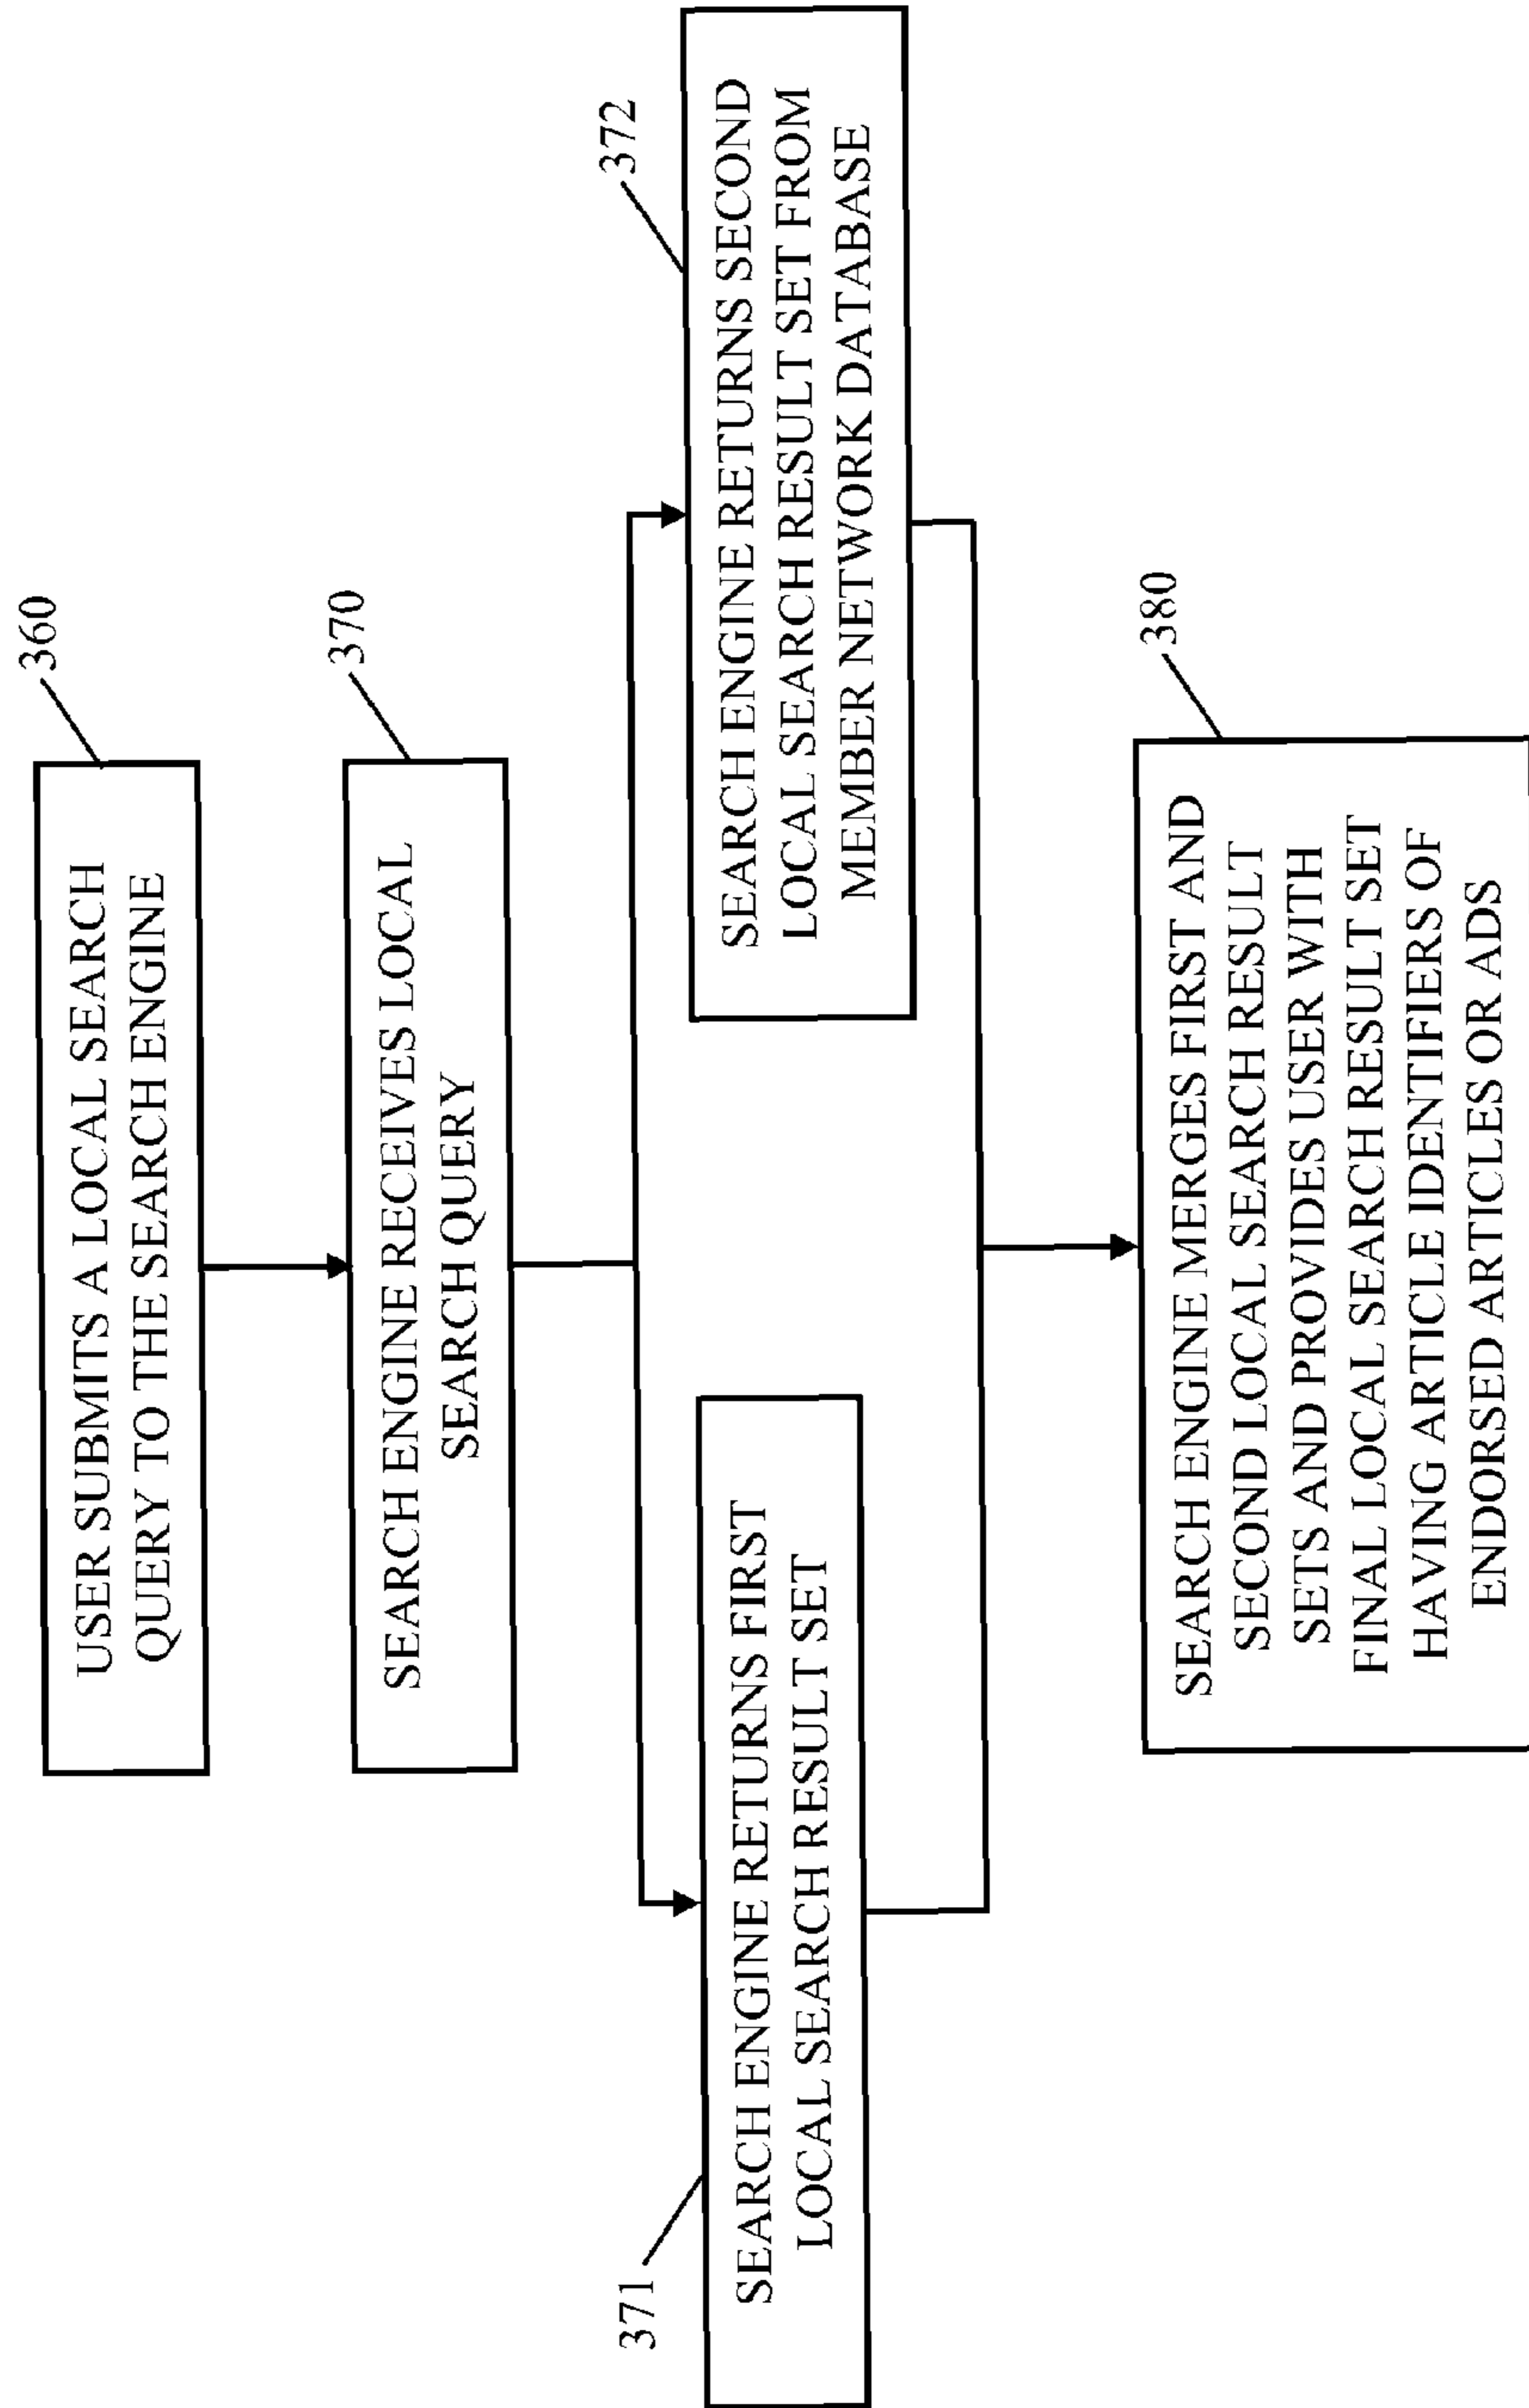 360
USER SUBMITS A LOCAL SEARCH
QUERY TO THE SEARCH ENGINE
370
SEARCH ENGINE RECEIVES LOCAL
SEARCH QUERY
371
SEARCH ENGINE RETURNS FIRST
LOCAL SEARCH RESULT SET
372
SEARCH ENGINE RETURNS SECOND
LOCAL SEARCH RESULT SET FROM
MEMBER NETWORK DATABASE
380
SEARCH ENGINE MERGES FIRST AND
SECOND LOCAL SEARCH RESULT
SETS AND PROVIDES USER WITH
FINAL LOCAL SEARCH RESULT SET
HAVING ARTICLE IDENTIFIERS OF
ENDORSED ARTICLES OR ADS